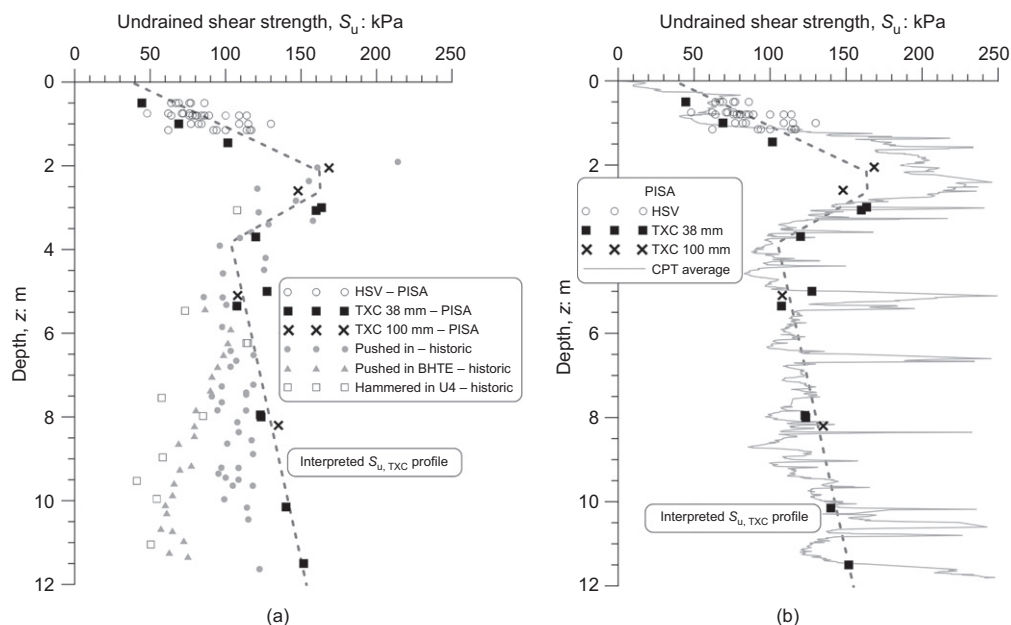 Undrained shear strength, Su: kPa
0 50 100 150 200 250
0
2
4
6
8
10
12
Depth, z: m
HSV – PISA
TXC 38 mm – PISA
TXC 100 mm – PISA
Pushed in – historic
Pushed in BHTE – historic
Hammered in U4 – historic
Interpreted Su, TXC profile
(a)
Undrained shear strength, Su: kPa
0 50 100 150 200 250
0
2
4
6
8
10
12
Depth, z: m
PISA
HSV
TXC 38 mm
TXC 100 mm
CPT average
Interpreted Su, TXC profile
(b)